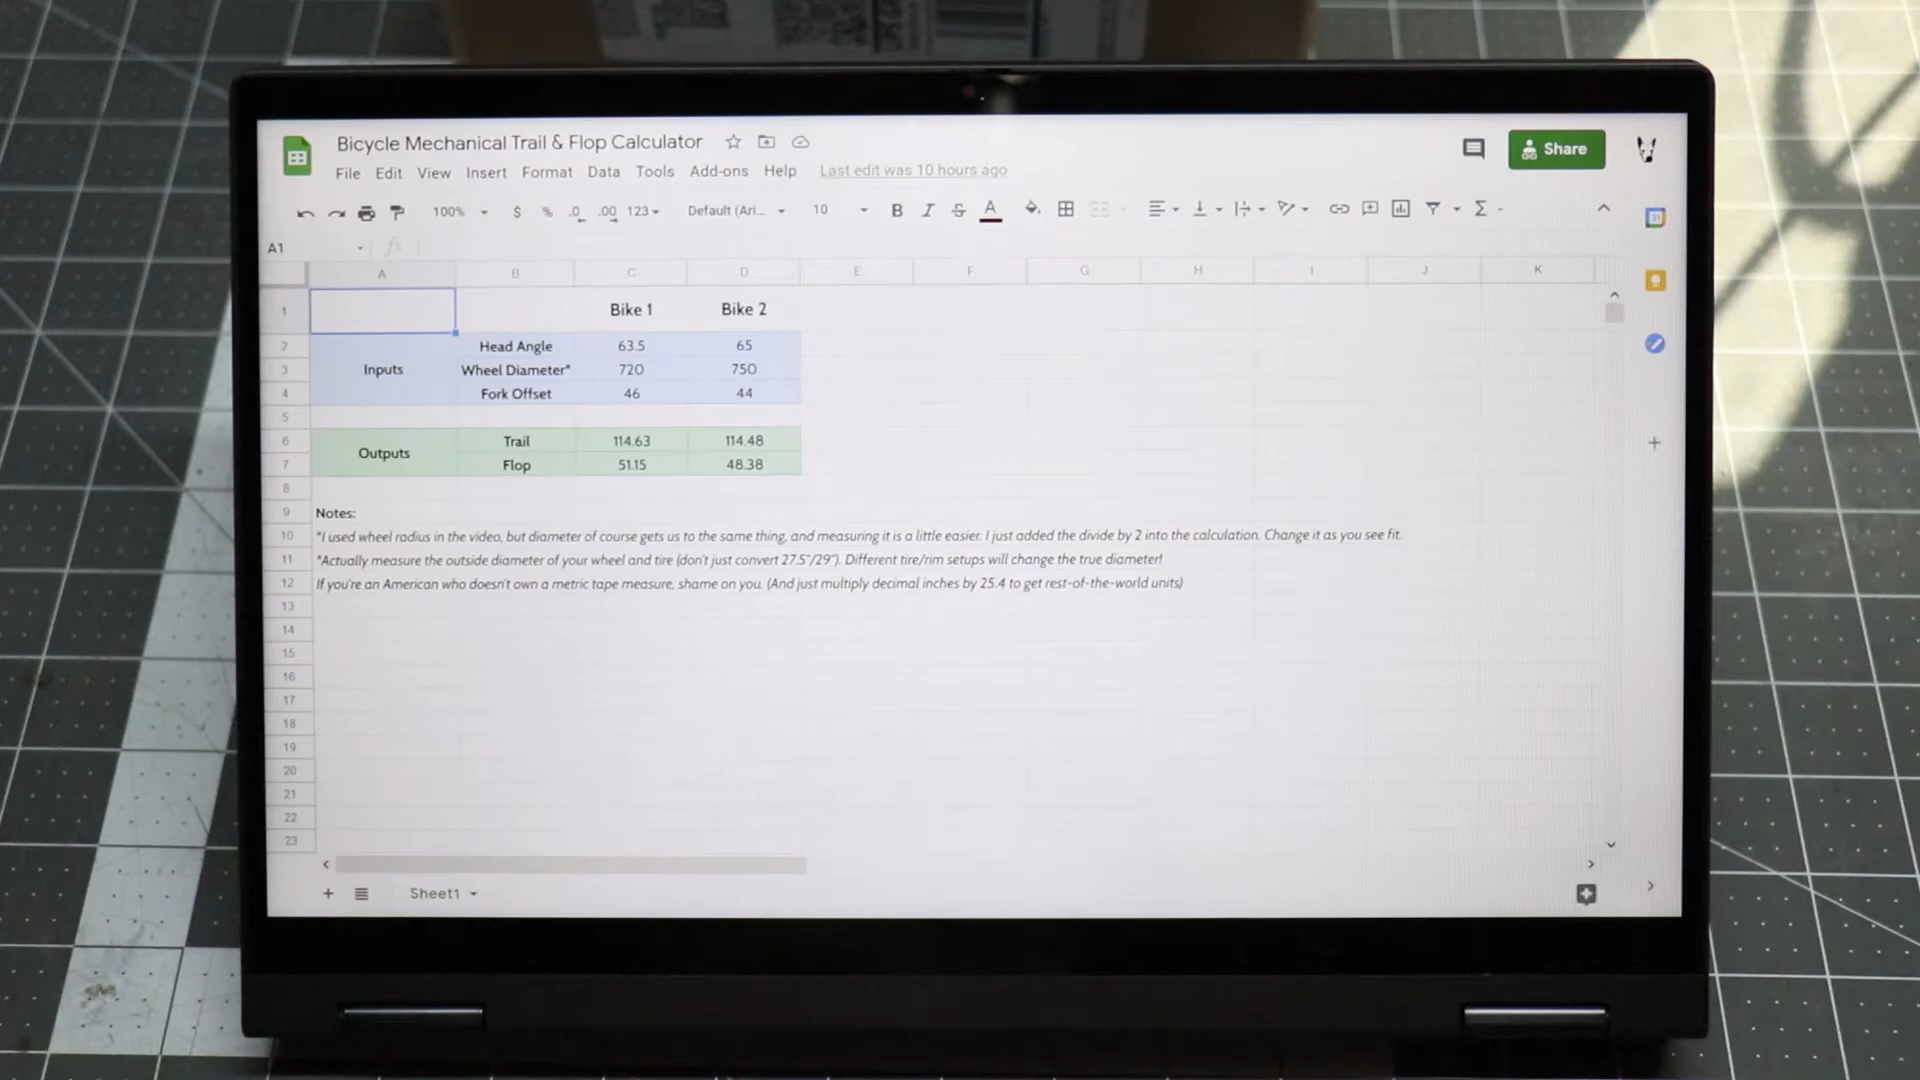 Bicycle Mechanical Trail & Flop Calculator
Share
File Edit View Insert Format Data Tools Add-ons Help Last edit was 10 hours ago
100% $ % .0 .00 123 Default (Ari... 10 B I S A
31
A1 fx
A B C D E F G H I J K
1 Bike 1 Bike 2
2 Head Angle 63.5 65
3 Inputs Wheel Diameter* 720 750
4 Fork Offset 46 44
5
6 Trail 114.63 114.48
Outputs
7 Flop 51.15 48.38
8
9 Notes:
10 *I used wheel radius in the video, but diameter of course gets us to the same thing, and measuring it is a little easier. I just added the divide by 2 into the calculation. Change it as you see fit.
11 *Actually measure the outside diameter of your wheel and tire (don't just convert 27.5"/29"). Different tire/rim setups will change the true diameter!
12 If you're an American who doesn't own a metric tape measure, shame on you. (And just multiply decimal inches by 25.4 to get rest-of-the-world units)
13
14
15
16
17
18
19
20
21
22
23
Sheet1